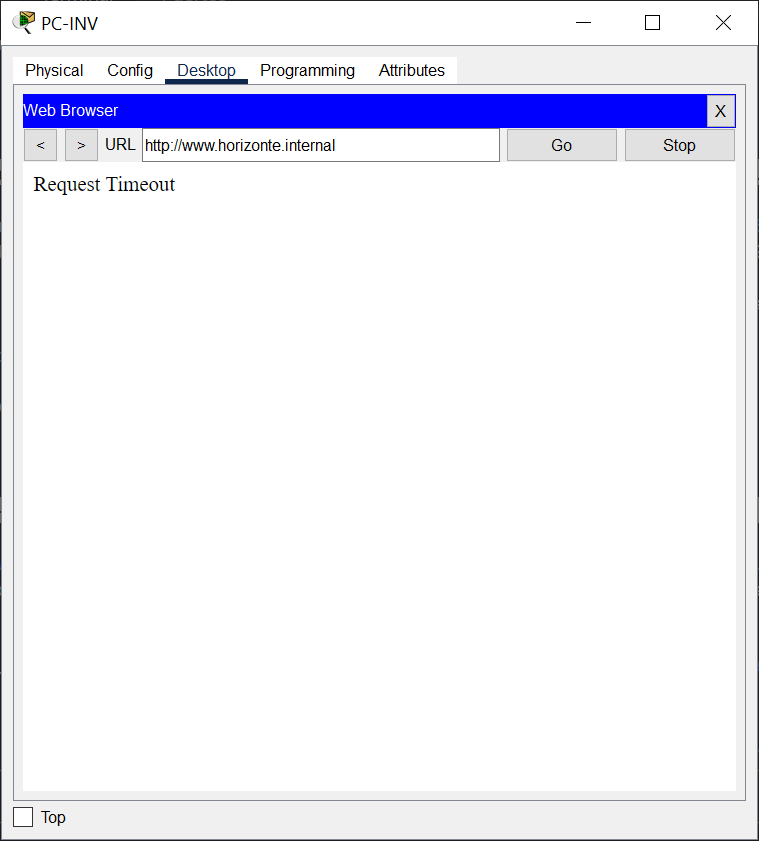 PC-INV
Physical Config Desktop Programming Attributes
Web Browser X
< > URL http://www.horizonte.internal Go Stop
Request Timeout
Top